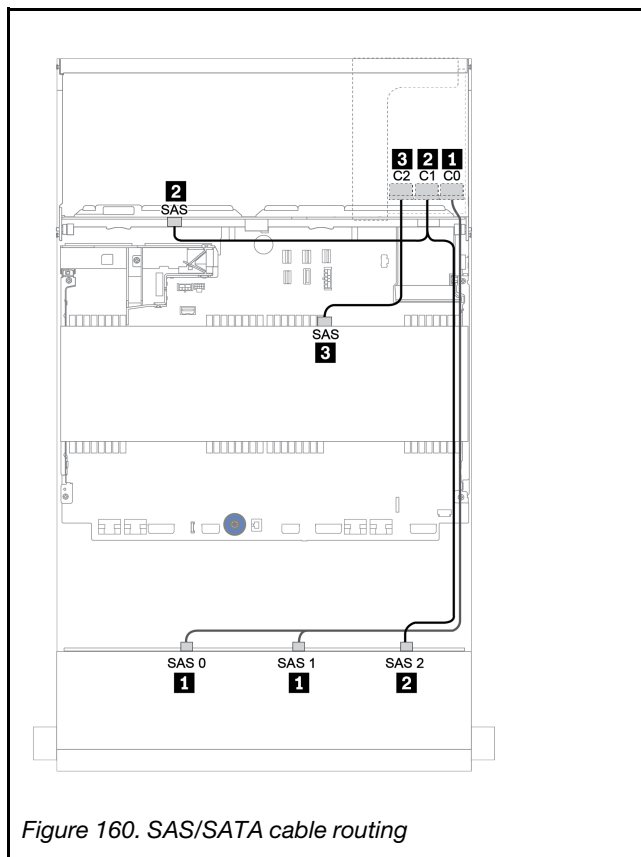 3 2 1
C2 C1 C0
2
SAS
SAS
3
SAS 0 SAS 1 SAS 2
1 1 2
Figure 160. SAS/SATA cable routing